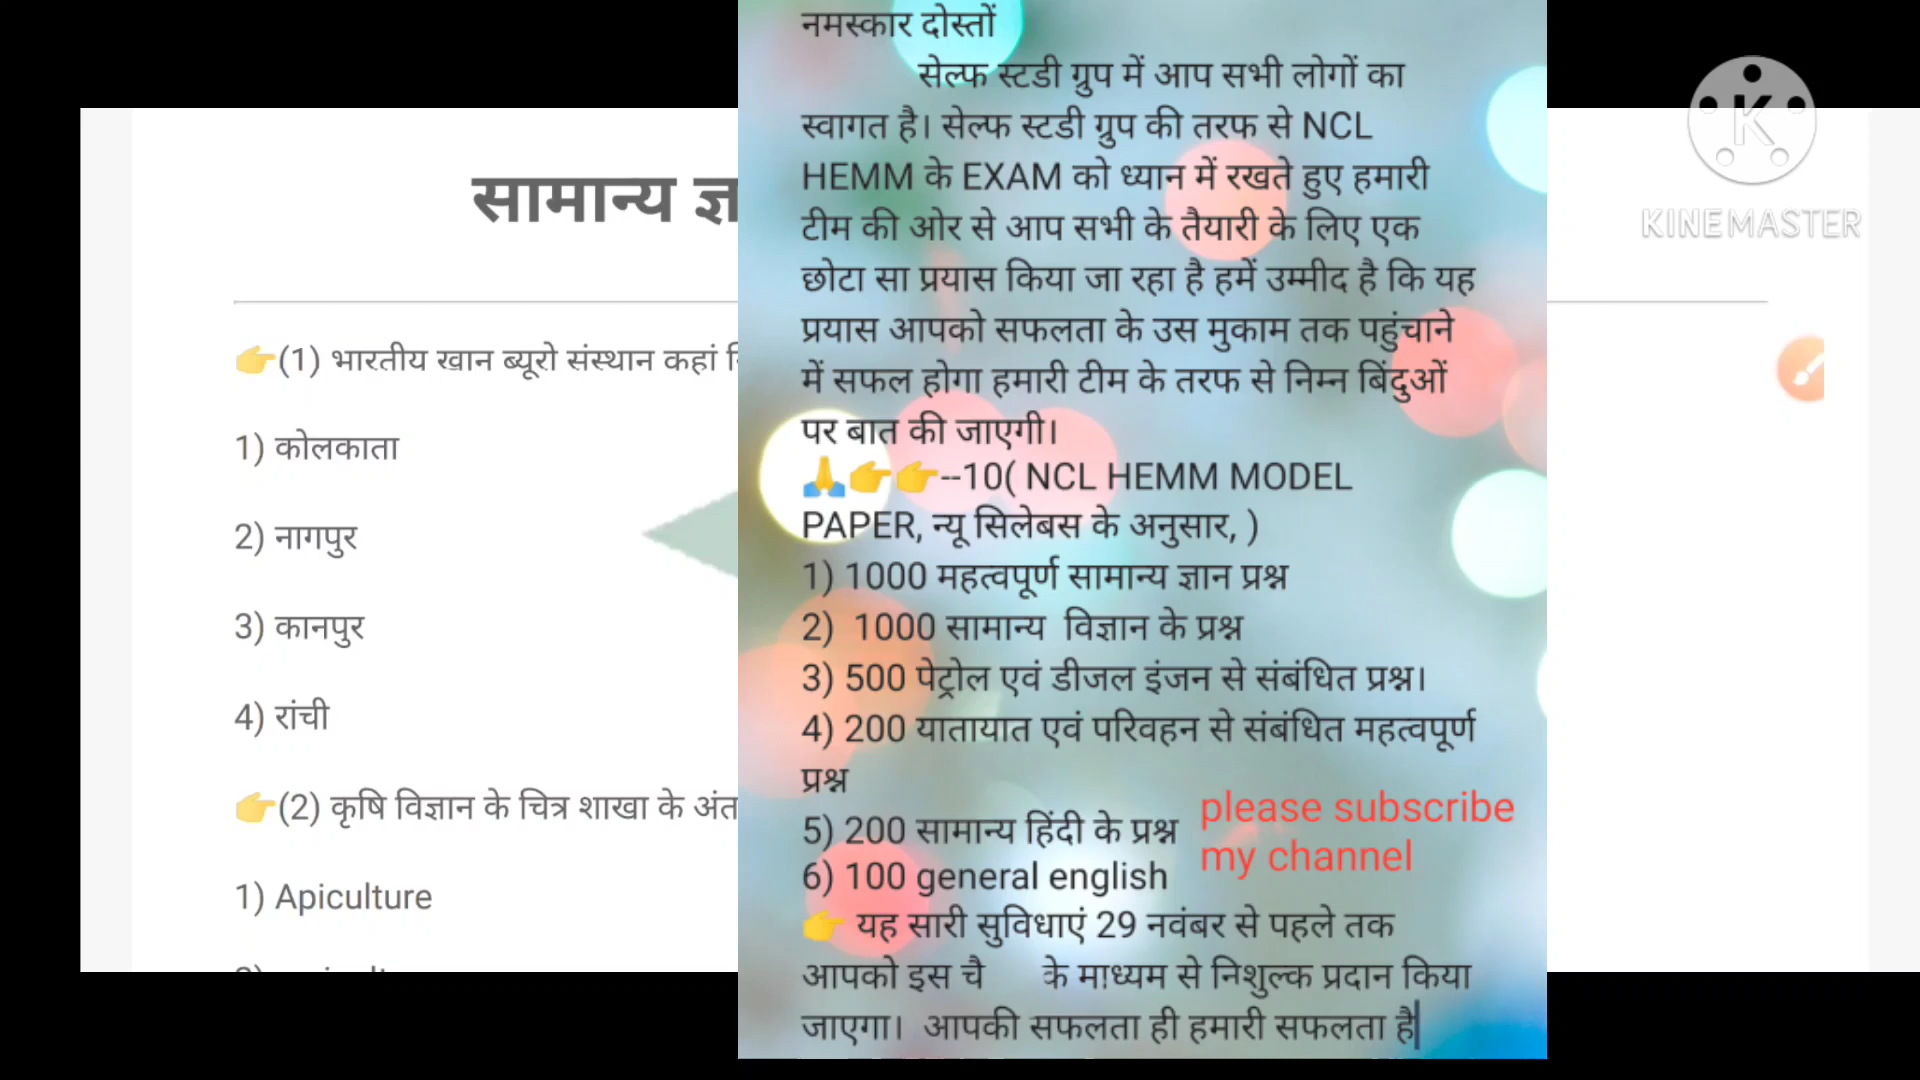 सामान्य
(1) भारतीय खान ब्यूरो संस्थान कहां
1) कोलकाता
2) नागपुर
3) कानपुर
4) रांची
(2) कृषि विज्ञान के चित्र शाखा के
1) Apiculture
नमस्कार दोस्तों
सेल्फ स्टडी ग्रुप में आप सभी लोगों का
स्वागत है। सेल्फ स्टडी ग्रुप की तरफ से NCL
HEMM के EXAM को ध्यान में रखते हुए हमारी
टीम की ओर से आप सभी के तैयारी के लिए एक
छोटा सा प्रयास किया जा रहा है हमें उम्मीद है कि यह
प्रयास आपको सफलता के उस मुकाम तक पहुंचाने
में सफल होगा हमारी टीम के तरफ से निम्न बिंदुओं
पर बात की जाएगी।
🙏👉👉--10( NCL HEMM MODEL
PAPER, न्यू सिलेबस के अनुसार, )
1) 1000 महत्वपूर्ण सामान्य ज्ञान प्रश्न
2) 1000 सामान्य विज्ञान के प्रश्न
3) 500 पेट्रोल एवं डीजल इंजन से संबंधित प्रश्न।
4) 200 यातायात एवं परिवहन से संबंधित महत्वपूर्ण
प्रश्न
5) 200 सामान्य हिंदी के प्रश्न
6) 100 general english
👉 यह सारी सुविधाएं 29 नवंबर से पहले तक
आपको इस चै के माध्यम से निशुल्क प्रदान किया
जाएगा। आपकी सफलता ही हमारी सफलता है
please subscribe
my channel
K
KINEMASTER